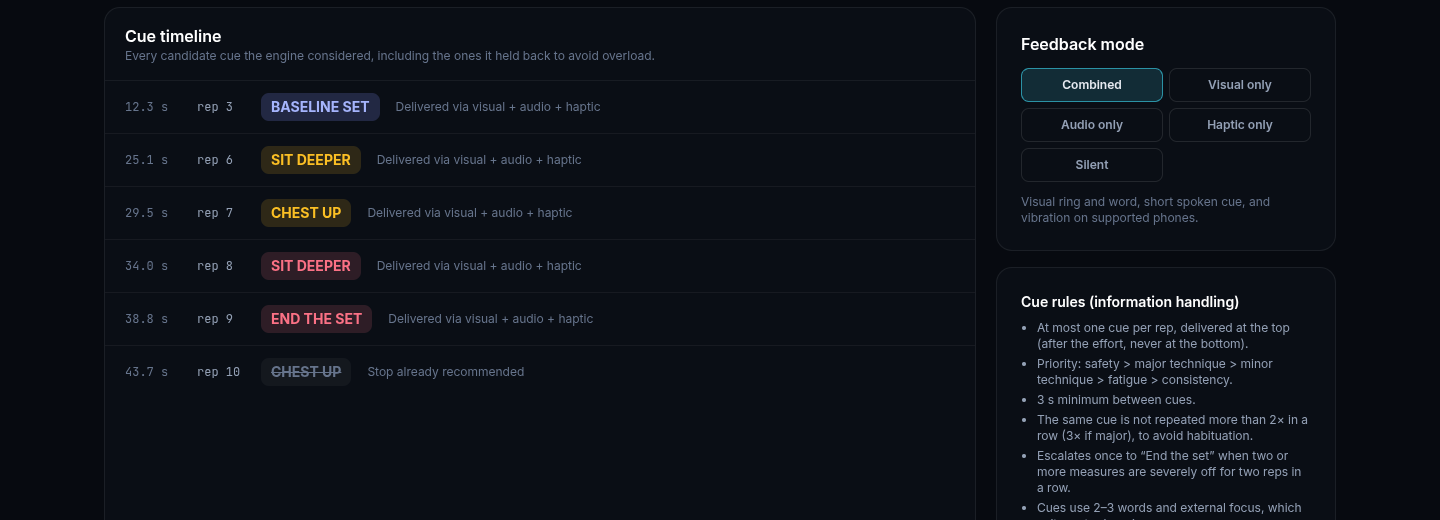 Cue timeline
Every candidate cue the engine considered, including the ones it held back to avoid overload.
12.3 s rep 3 BASELINE SET Delivered via visual + audio + haptic
25.1 s rep 6 SIT DEEPER Delivered via visual + audio + haptic
29.5 s rep 7 CHEST UP Delivered via visual + audio + haptic
34.0 s rep 8 SIT DEEPER Delivered via visual + audio + haptic
38.8 s rep 9 END THE SET Delivered via visual + audio + haptic
43.7 s rep 10 CHEST UP Stop already recommended
Feedback mode
Combined Visual only
Audio only Haptic only
Silent
Visual ring and word, short spoken cue, and
vibration on supported phones.
Cue rules (information handling)
• At most one cue per rep, delivered at the top
(after the effort, never at the bottom).
• Priority: safety > major technique > minor
technique > fatigue > consistency.
• 3 s minimum between cues.
• The same cue is not repeated more than 2× in a
row (3× if major), to avoid habituation.
• Escalates once to “End the set” when two or
more measures are severely off for two reps in
a row.
• Cues use 2–3 words and external focus, which